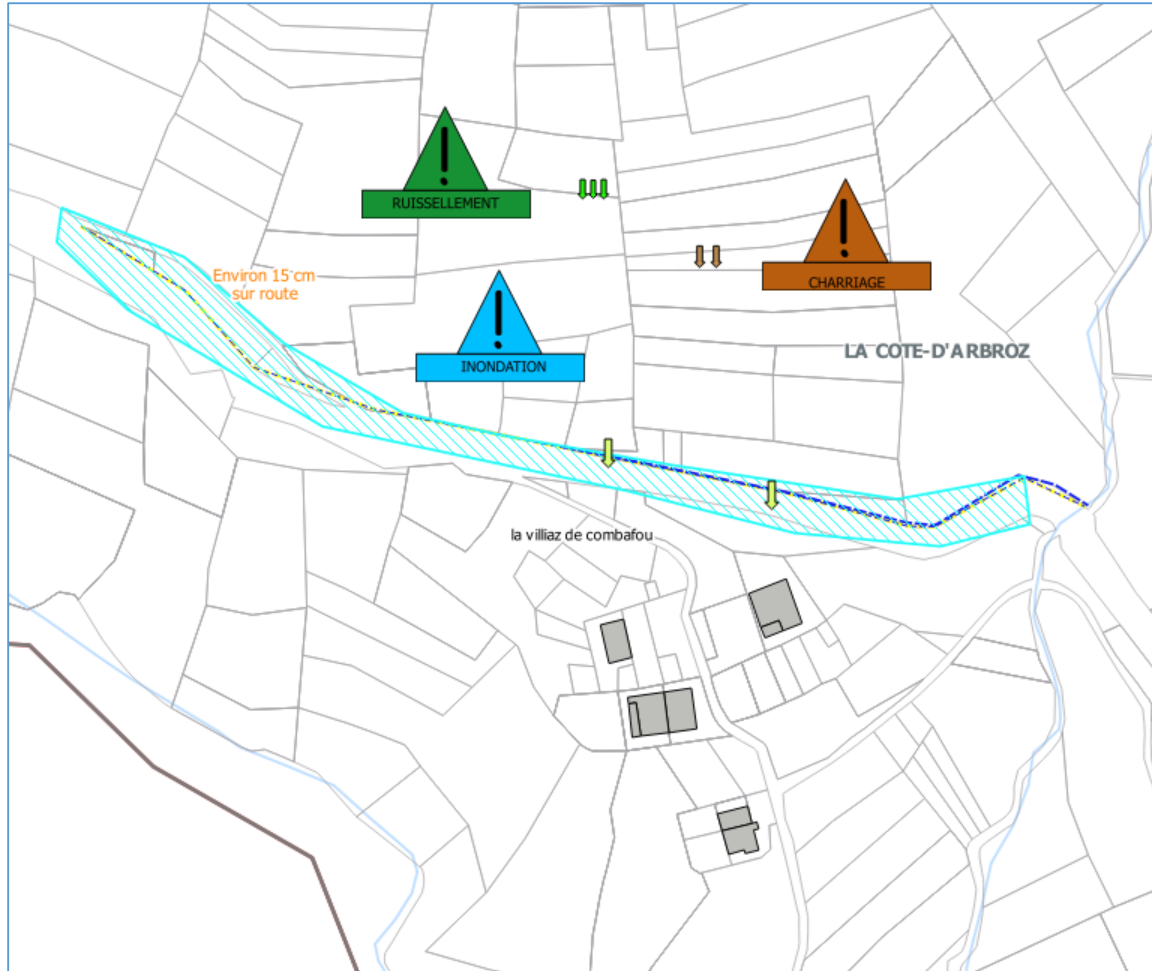 RUISSELLEMENT
CHARRIAGE
Environ 15 cm
sur route
INONDATION
LA COTE-D'ARBROZ
la villiaz de combafou